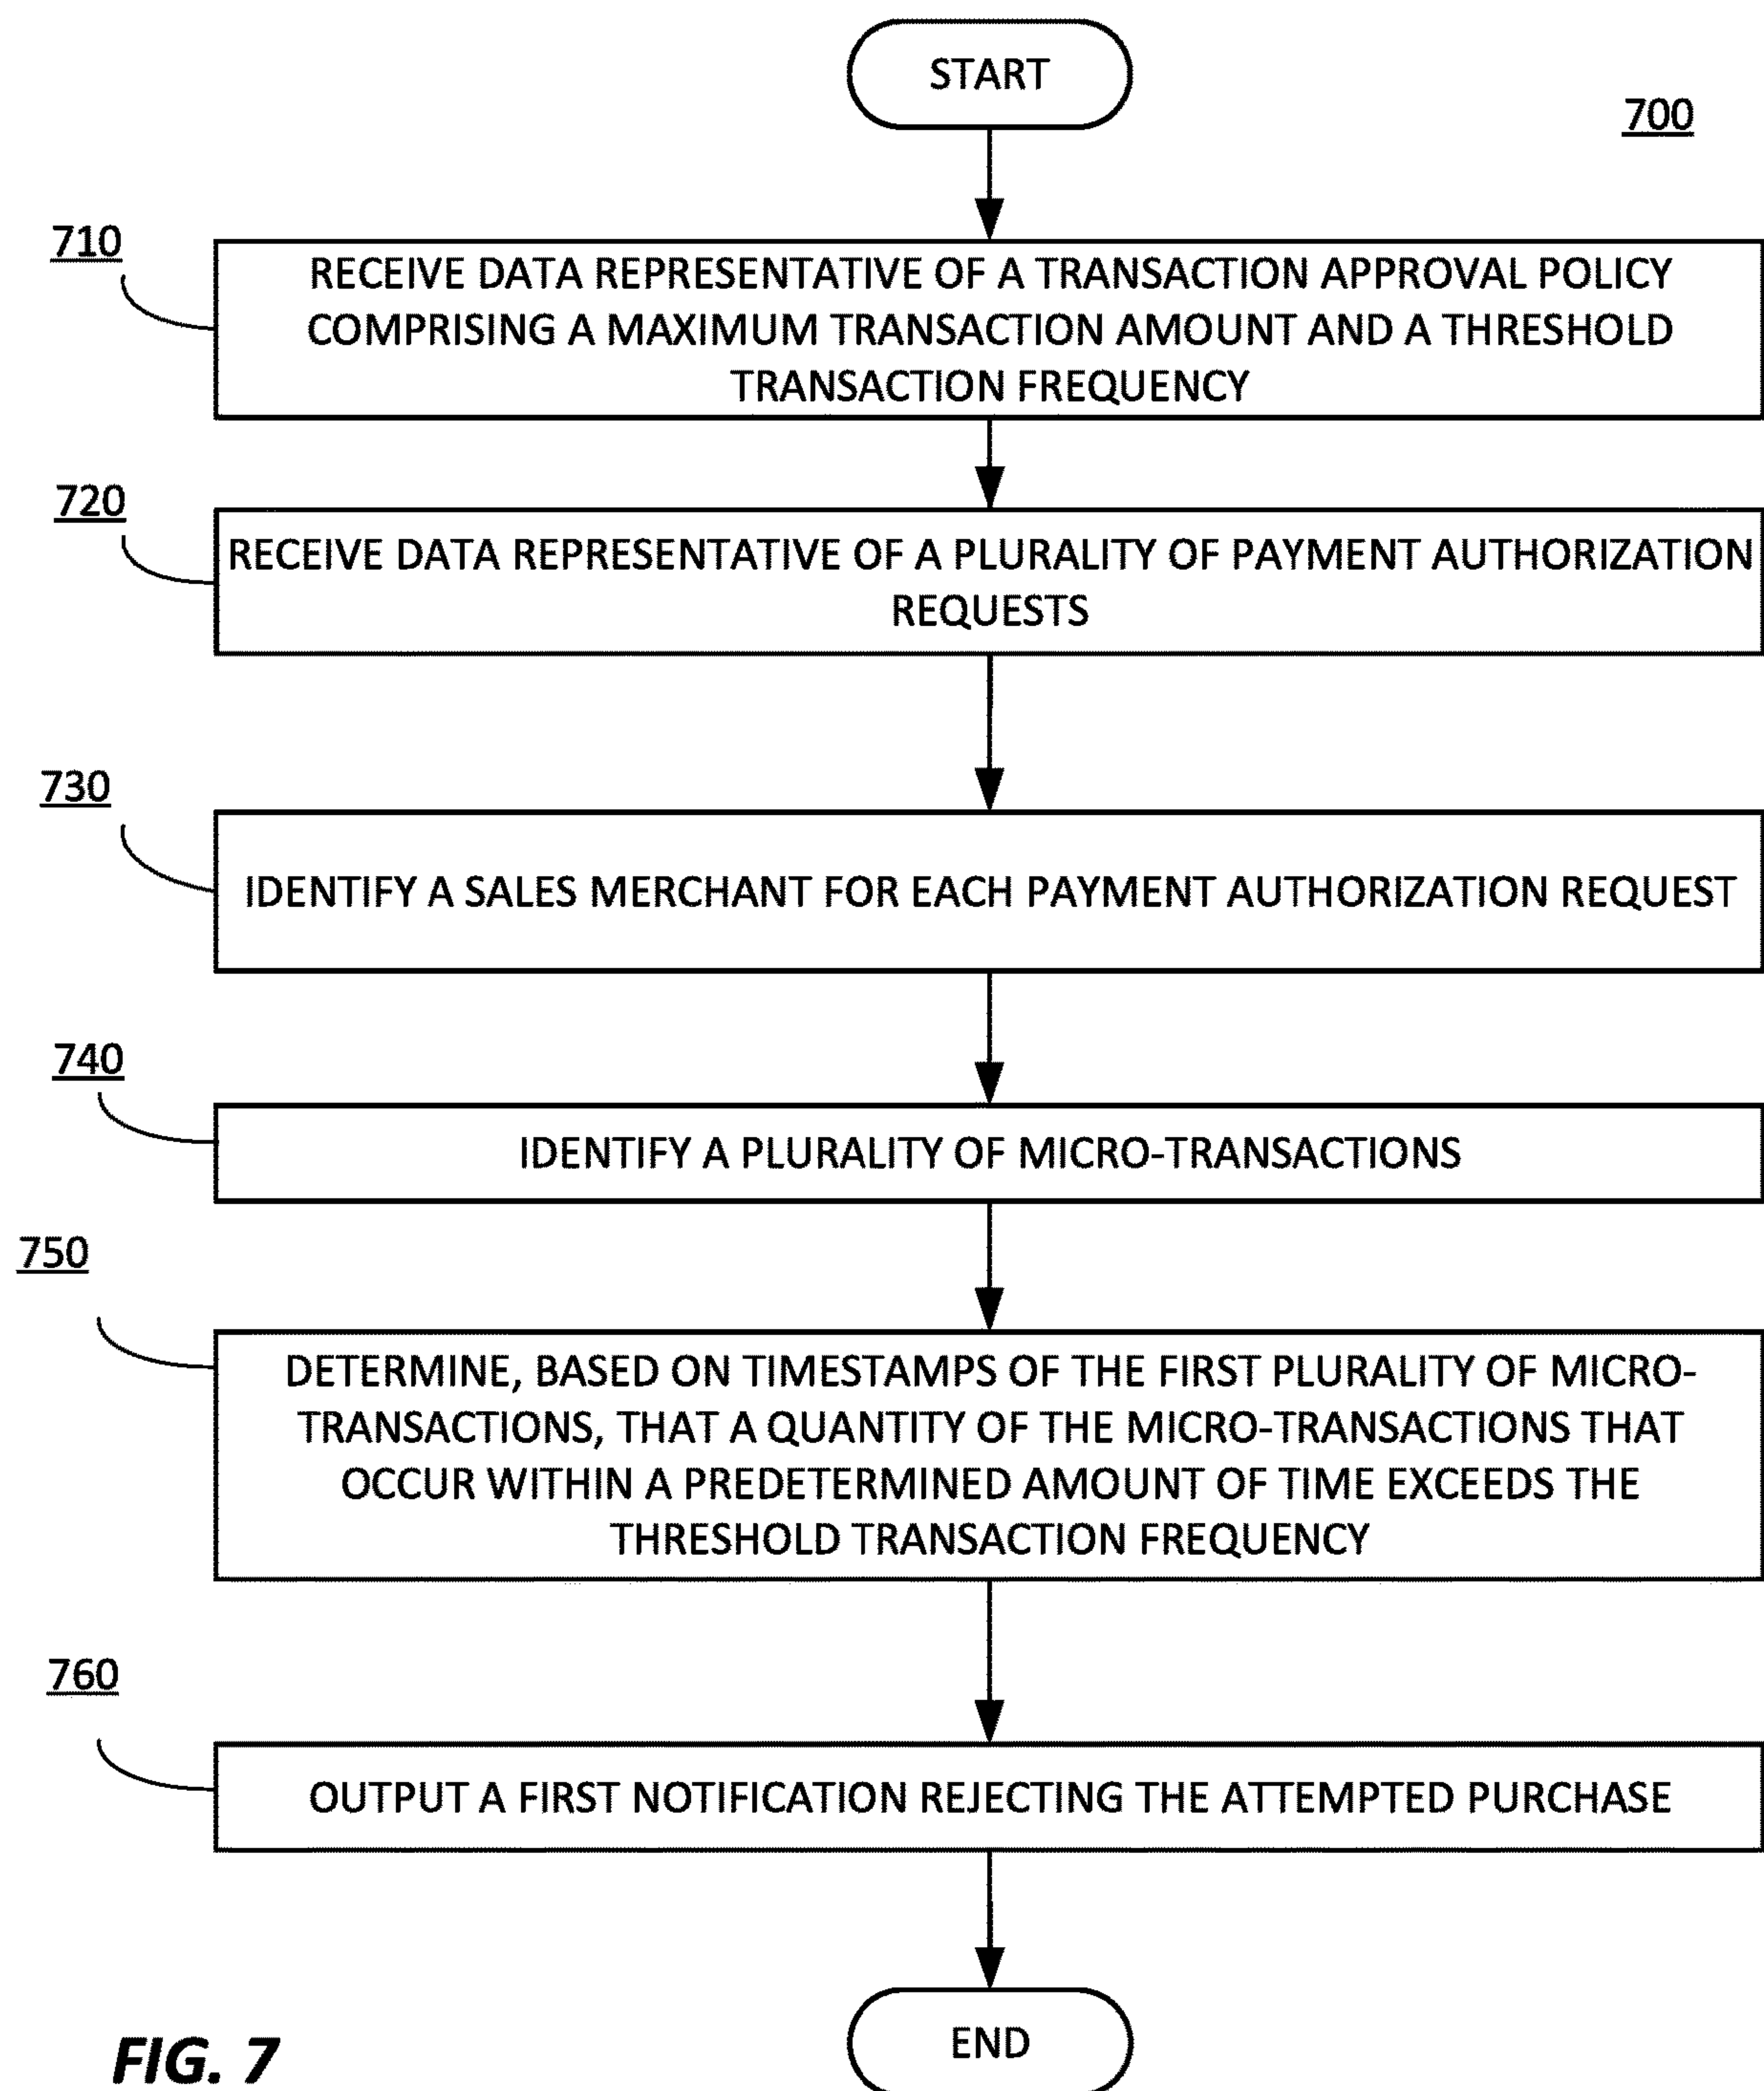 START
700
710
RECEIVE DATA REPRESENTATIVE OF A TRANSACTION APPROVAL POLICY
COMPRISING A MAXIMUM TRANSACTION AMOUNT AND A THRESHOLD
TRANSACTION FREQUENCY
720
RECEIVE DATA REPRESENTATIVE OF A PLURALITY OF PAYMENT AUTHORIZATION
REQUESTS
730
IDENTIFY A SALES MERCHANT FOR EACH PAYMENT AUTHORIZATION REQUEST
740
IDENTIFY A PLURALITY OF MICRO-TRANSACTIONS
750
DETERMINE, BASED ON TIMESTAMPS OF THE FIRST PLURALITY OF MICRO-
TRANSACTIONS, THAT A QUANTITY OF THE MICRO-TRANSACTIONS THAT
OCCUR WITHIN A PREDETERMINED AMOUNT OF TIME EXCEEDS THE
THRESHOLD TRANSACTION FREQUENCY
760
OUTPUT A FIRST NOTIFICATION REJECTING THE ATTEMPTED PURCHASE
END
FIG. 7